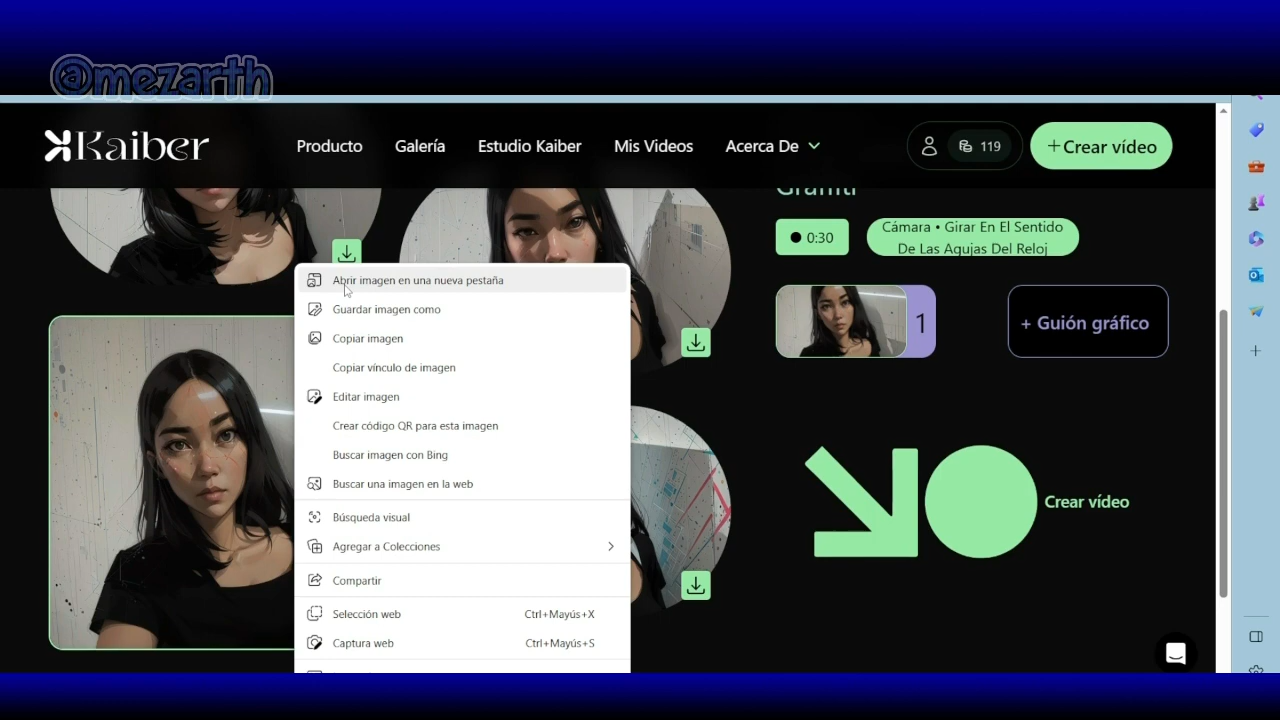 @mezarth
Kaiber
Producto
Galería
Estudio Kaiber
Mis Videos
Acerca De
119
+Crear vídeo
0:30
Cámara • Girar En El Sentido
De Las Agujas Del Reloj
1
+ Guión gráfico
Crear vídeo
Abrir imagen en una nueva pestaña
Guardar imagen como
Copiar imagen
Copiar vínculo de imagen
Editar imagen
Crear código QR para esta imagen
Buscar imagen con Bing
Buscar una imagen en la web
Búsqueda visual
Agregar a Colecciones
Compartir
Selección web Ctrl+Mayús+X
Captura web Ctrl+Mayús+S